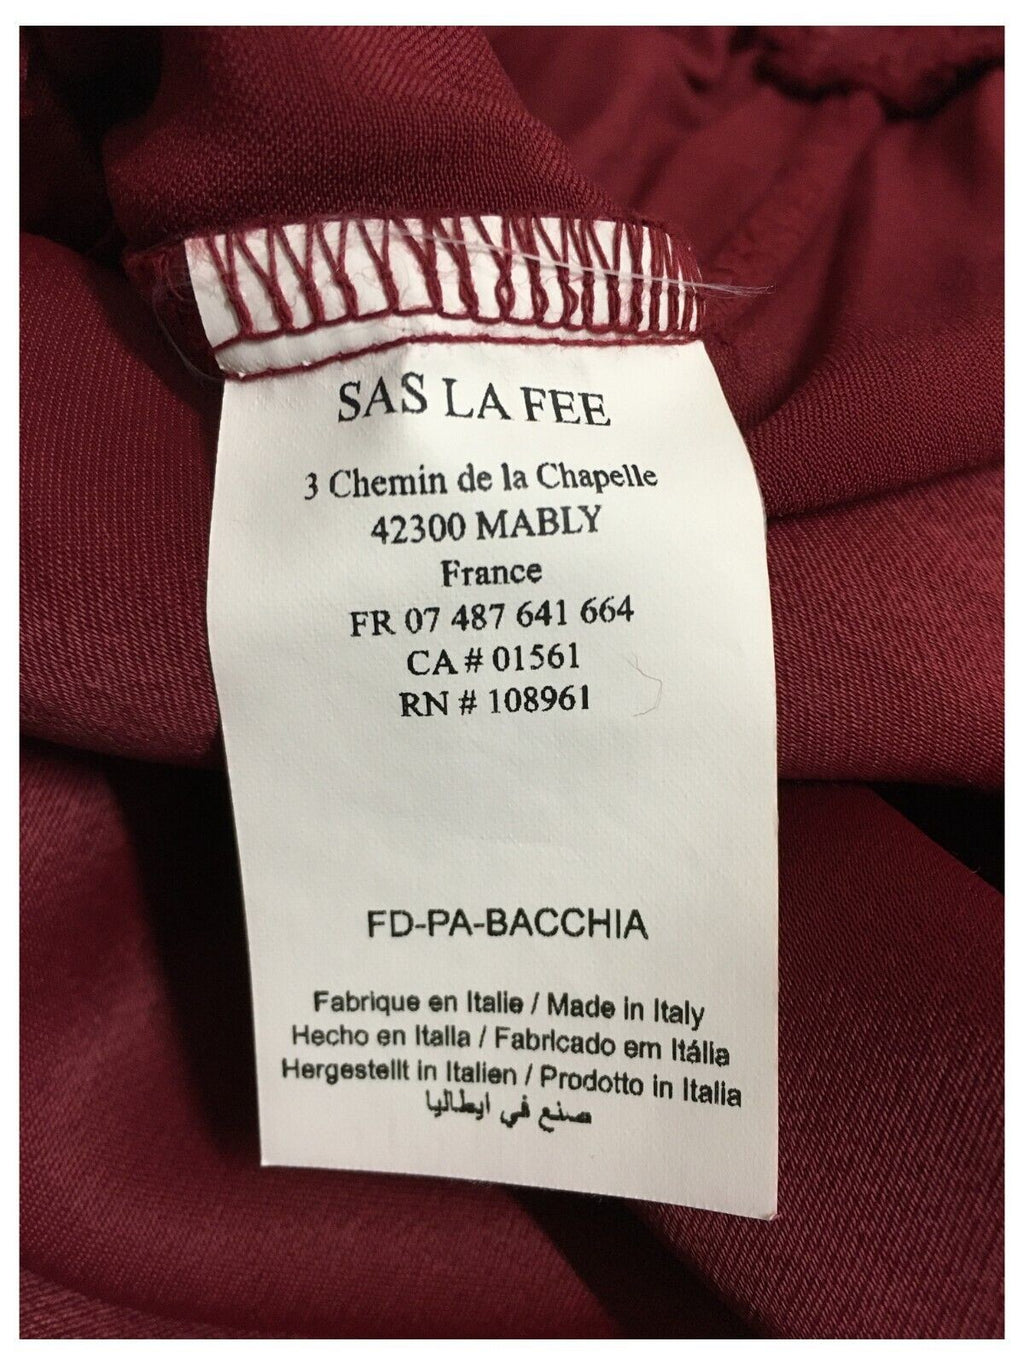 SAS LA FEE
3 Chemin de la Chapelle
42300 MABLY
France
FR 07 487 641 664
CA # 01561
RN # 108961
FD-PA-BACCHIA
Fabrique en Italie / Made in Italy
Hecho en Italia / Fabricado em Itália
Hergestellt in Italien / Prodotto in Italia
صنع في ايطاليا